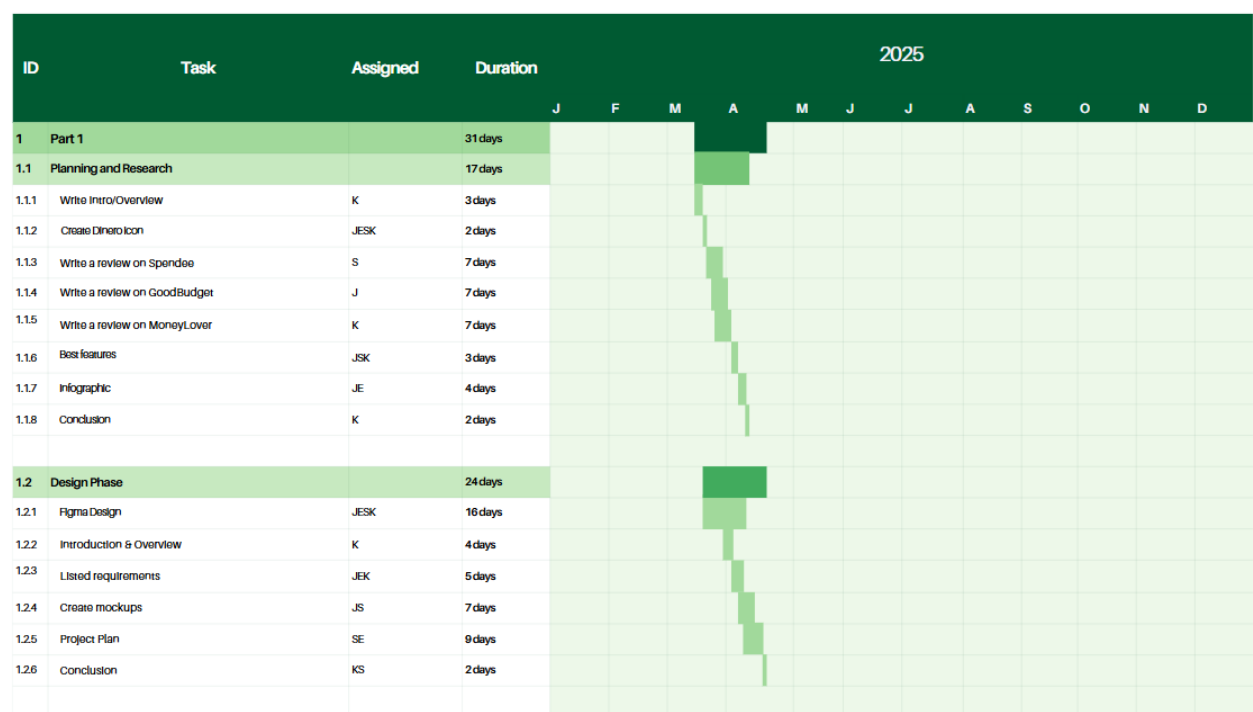 2025
ID Task Assigned Duration
J F M A M J J A S O N D
1 Part 1 31 days
1.1 Planning and Research 17 days
1.1.1 Write Intro/Overview K 3 days
1.1.2 Create Dinero icon JESK 2 days
1.1.3 Write a review on Spendee S 7 days
1.1.4 Write a review on GoodBudget J 7 days
1.1.5 Write a review on MoneyLover K 7 days
1.1.6 Best features JSK 3 days
1.1.7 Infographic JE 4 days
1.1.8 Conclusion K 2 days
1.2 Design Phase 24 days
1.2.1 Figma Design JESK 16 days
1.2.2 Introduction & Overview K 4 days
1.2.3 Listed requirements JEK 5 days
1.2.4 Create mockups JS 7 days
1.2.5 Project Plan SE 9 days
1.2.6 Conclusion KS 2 days